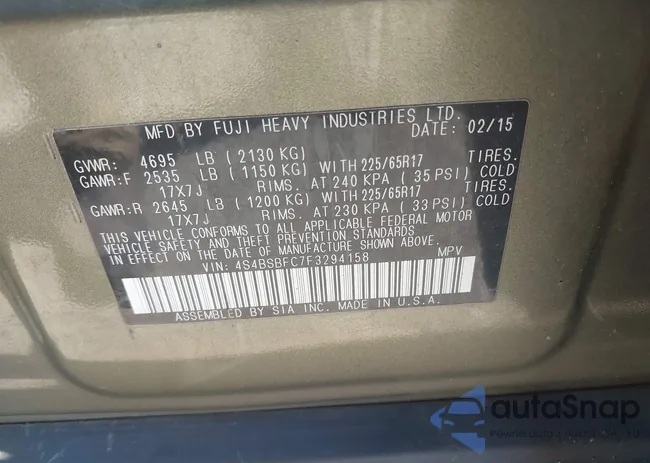 MFD BY FUJI HEAVY INDUSTRIES LTD.
DATE: 02/15
GVWR: 4695 LB (2130 KG) TIRES.
GAWR:F 2535 LB (1150 KG) WITH 225/65R17
17X7J RIMS. AT 240 KPA (35 PSI) COLD
GAWR:R 2645 LB (1200 KG) WITH 225/65R17 TIRES.
17X7J RIMS. AT 230 KPA (33 PSI) COLD
THIS VEHICLE CONFORMS TO ALL APPLICABLE FEDERAL MOTOR
VEHICLE SAFETY AND THEFT PREVENTION STANDARDS
IN EFFECT ON THE DATE OF MANUFACTURE SHOWN ABOVE.
VIN: 4S4BSBFC7F3294158 MPV
ASSEMBLED BY SIA INC. MADE IN U.S.A.
autoSnap